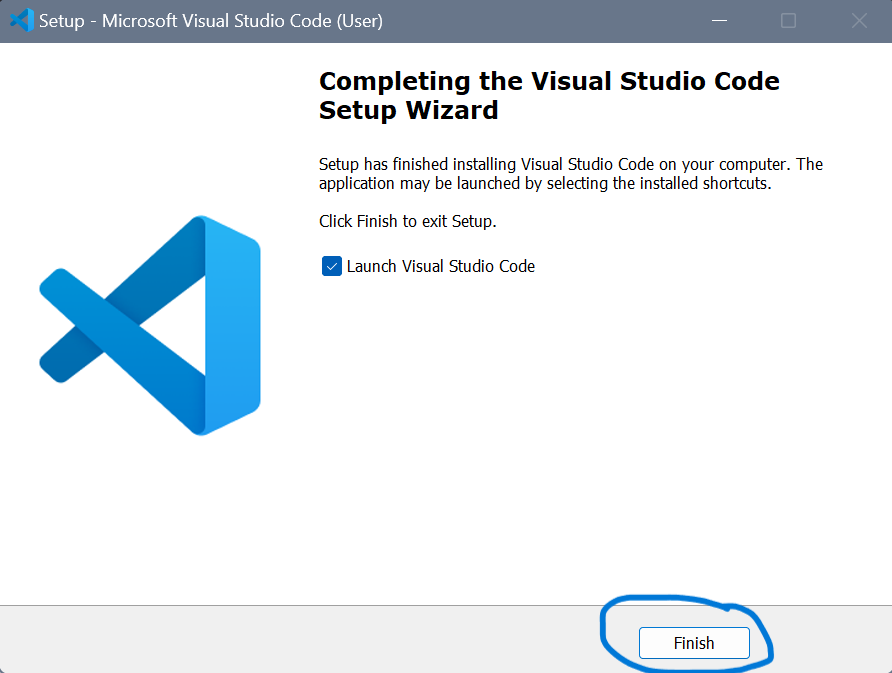 Setup - Microsoft Visual Studio Code (User)
Completing the Visual Studio Code
Setup Wizard
Setup has finished installing Visual Studio Code on your computer. The
application may be launched by selecting the installed shortcuts.
Click Finish to exit Setup.
Launch Visual Studio Code
Finish